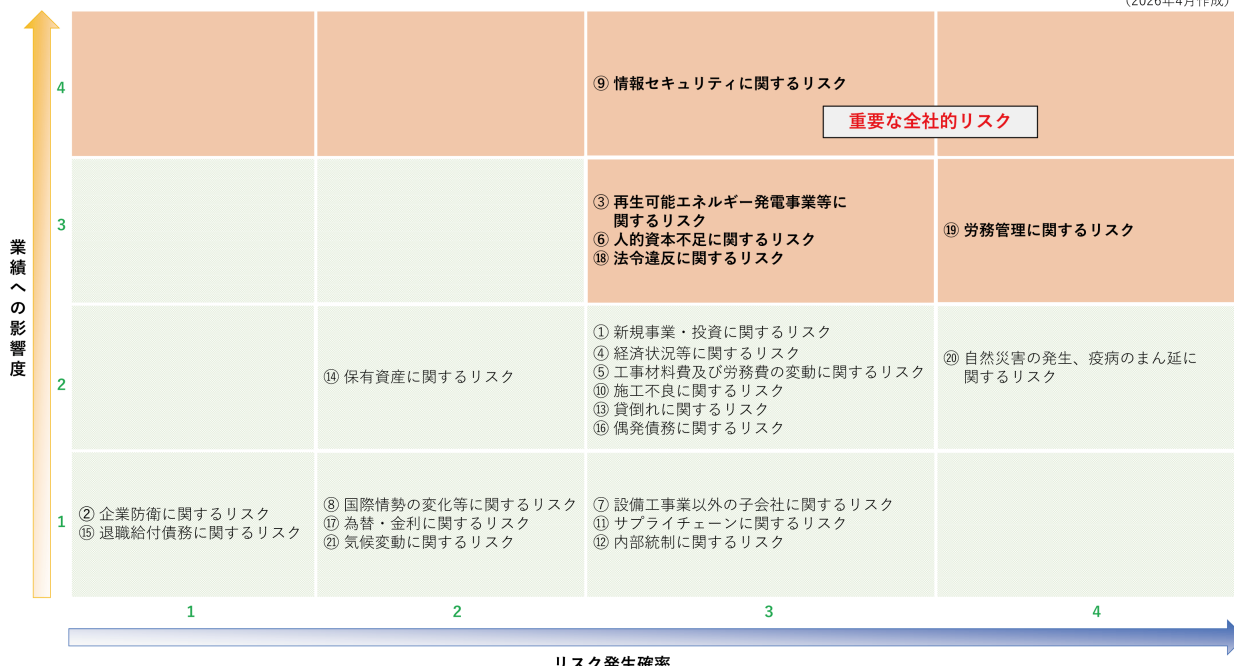 （2026年4月作成）
4
⑨ 情報セキュリティに関するリスク
重要な全社的リスク
3
③ 再生可能エネルギー発電事業等に
関するリスク
⑥ 人的資本不足に関するリスク
⑱ 法令違反に関するリスク
⑲ 労務管理に関するリスク
業績への影響度
2
⑭ 保有資産に関するリスク
① 新規事業・投資に関するリスク
④ 経済状況等に関するリスク
⑤ 工事材料費及び労務費の変動に関するリスク
⑩ 施工不良に関するリスク
⑬ 貸倒れに関するリスク
⑯ 偶発債務に関するリスク
⑳ 自然災害の発生、疫病のまん延に
関するリスク
1
② 企業防衛に関するリスク
⑮ 退職給付債務に関するリスク
⑧ 国際情勢の変化等に関するリスク
⑰ 為替・金利に関するリスク
㉑ 気候変動に関するリスク
⑦ 設備工事業以外の子会社に関するリスク
⑪ サプライチェーンに関するリスク
⑫ 内部統制に関するリスク
1
2
3
4
リスク発生確率